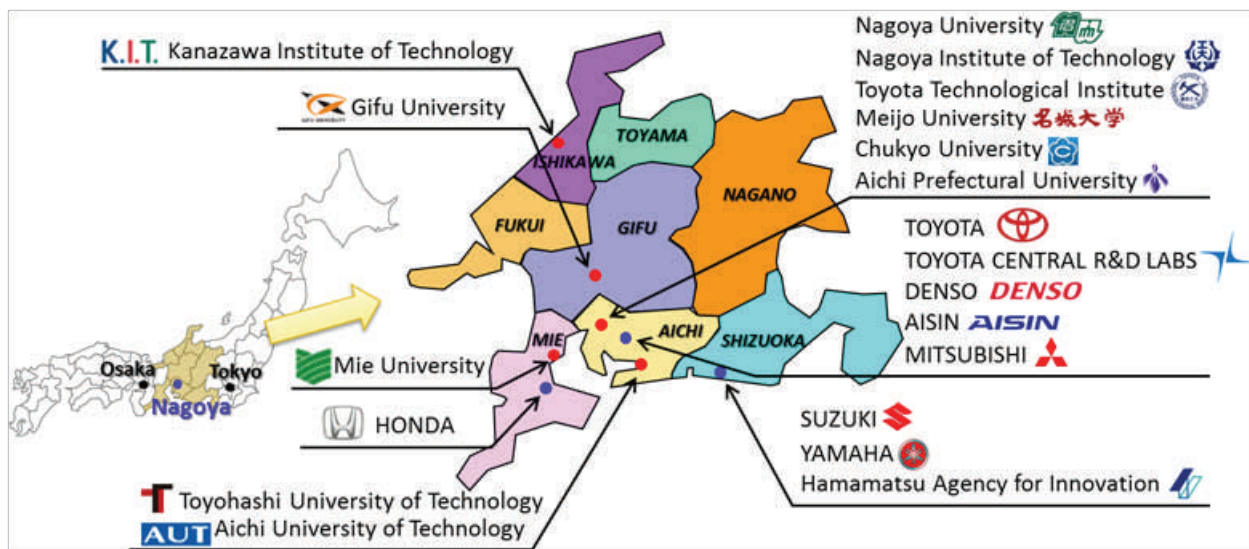 K.I.T. Kanazawa Institute of Technology
GIFU UNIVERSITY Gifu University
Nagoya University
Nagoya Institute of Technology
Toyota Technological Institute
Meijo University 名城大学
Chukyo University
Aichi Prefectural University
ISHIKAWA
TOYAMA
NAGANO
FUKUI
GIFU
MIE
AICHI
SHIZUOKA
TOYOTA
TOYOTA CENTRAL R&D LABS
DENSO DENSO
AISIN AISIN
MITSUBISHI
Osaka
Tokyo
Nagoya
Mie University
HONDA
SUZUKI
YAMAHA
Hamamatsu Agency for Innovation
Toyohashi University of Technology
AUT Aichi University of Technology